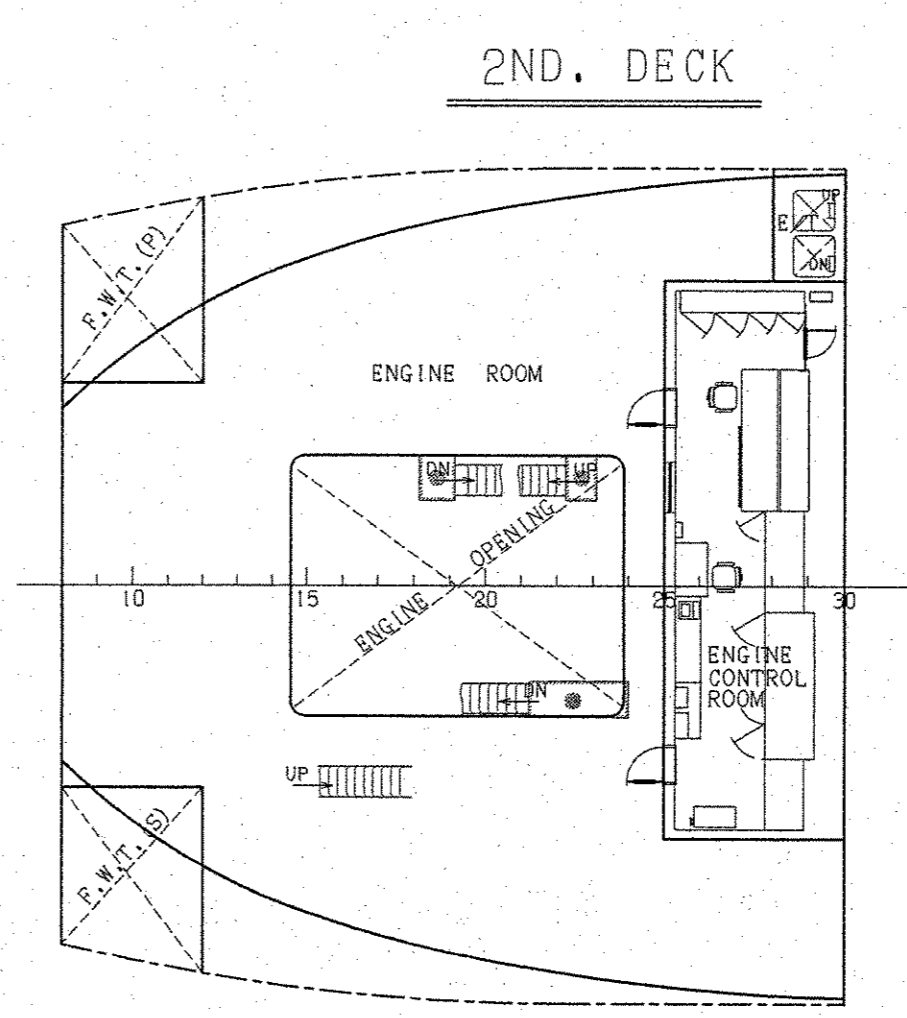 2ND. DECK
F.W.T. (P)
UP
E/T
DN
ENGINE ROOM
DN
UP
ENGINE OPENING
10
15
20
25
30
ENGINE
CONTROL
ROOM
DN
UP
F.W.T. (S)